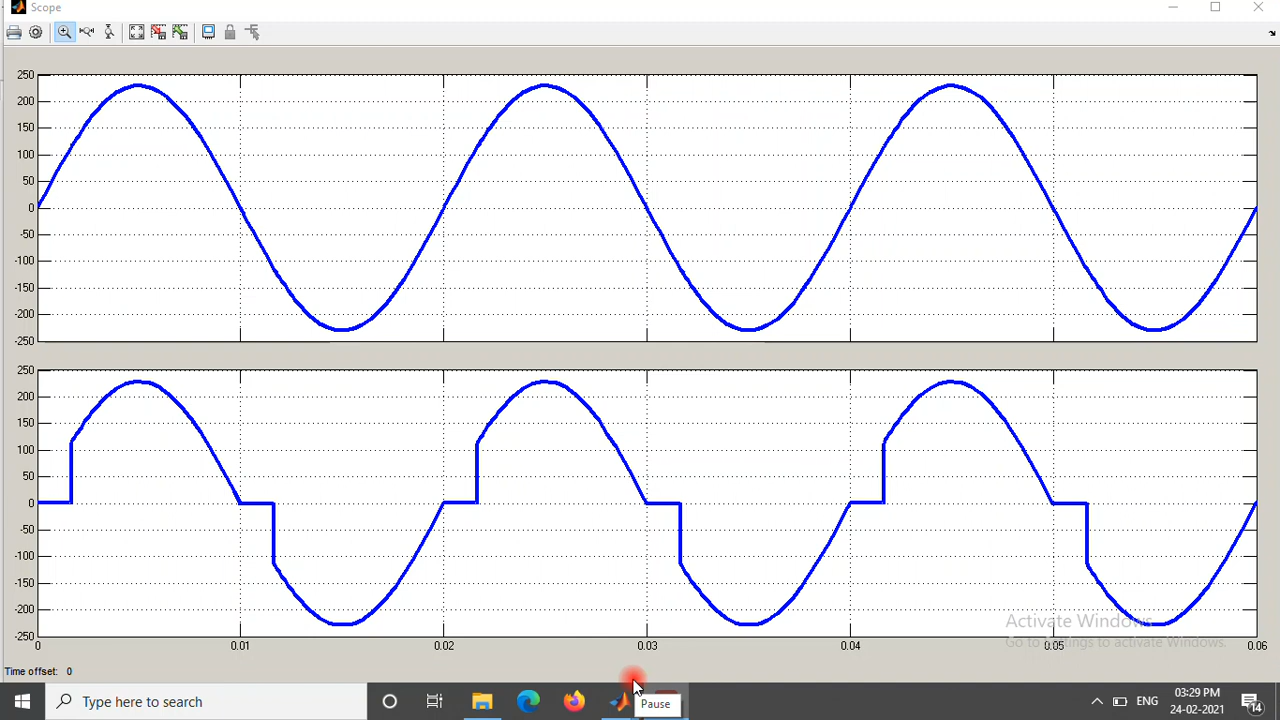 Scope
250
200
150
100
50
0
-50
-100
-150
-200
-250
250
200
150
100
50
0
-50
-100
-150
-200
-250
0 0.01 0.02 0.03 0.04 0.05 0.06
Activate Windows
Go to Settings to activate Windows.
Time offset: 0
Type here to search
Pause
ENG
03:29 PM
24-02-2021
14